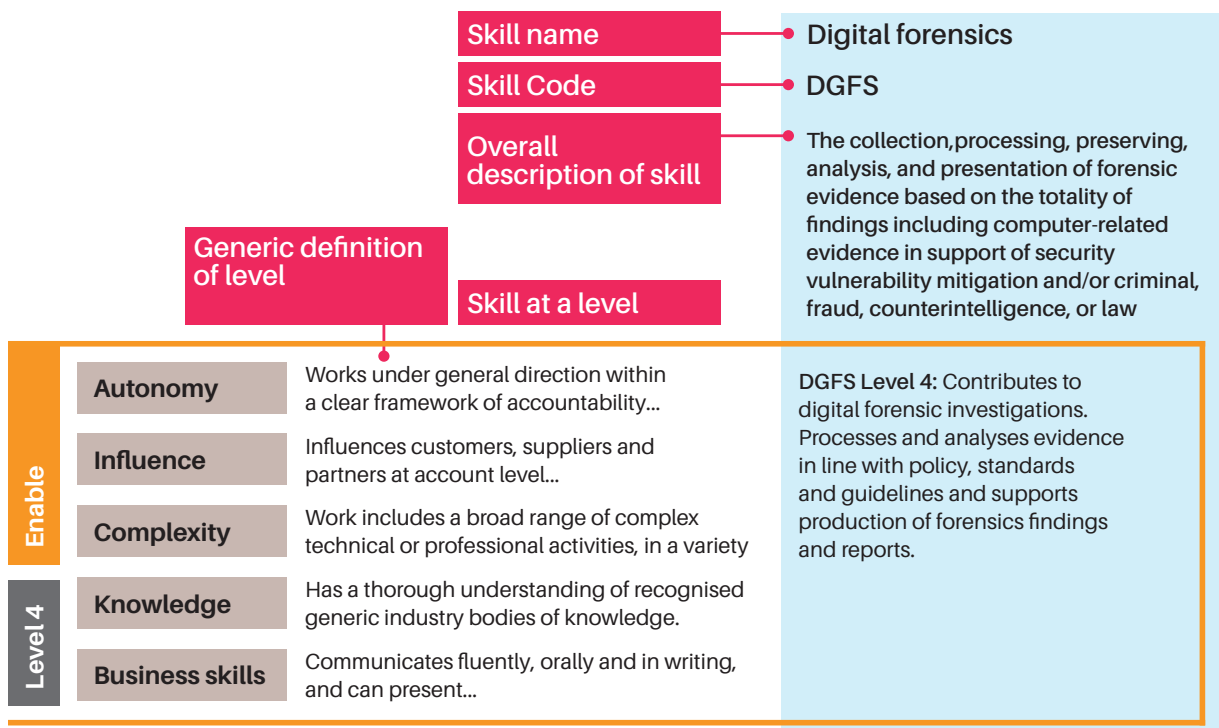 Skill name
Digital forensics
Skill Code
DGFS
Overall
description of skill
The collection,processing, preserving,
analysis, and presentation of forensic
evidence based on the totality of
findings including computer-related
evidence in support of security
vulnerability mitigation and/or criminal,
fraud, counterintelligence, or law
Generic definition
of level
Skill at a level
Enable
Level 4
Autonomy
Works under general direction within
a clear framework of accountability...
Influence
Influences customers, suppliers and
partners at account level...
Complexity
Work includes a broad range of complex
technical or professional activities, in a variety
Knowledge
Has a thorough understanding of recognised
generic industry bodies of knowledge.
Business skills
Communicates fluently, orally and in writing,
and can present...
DGFS Level 4: Contributes to
digital forensic investigations.
Processes and analyses evidence
in line with policy, standards
and guidelines and supports
production of forensics findings
and reports.